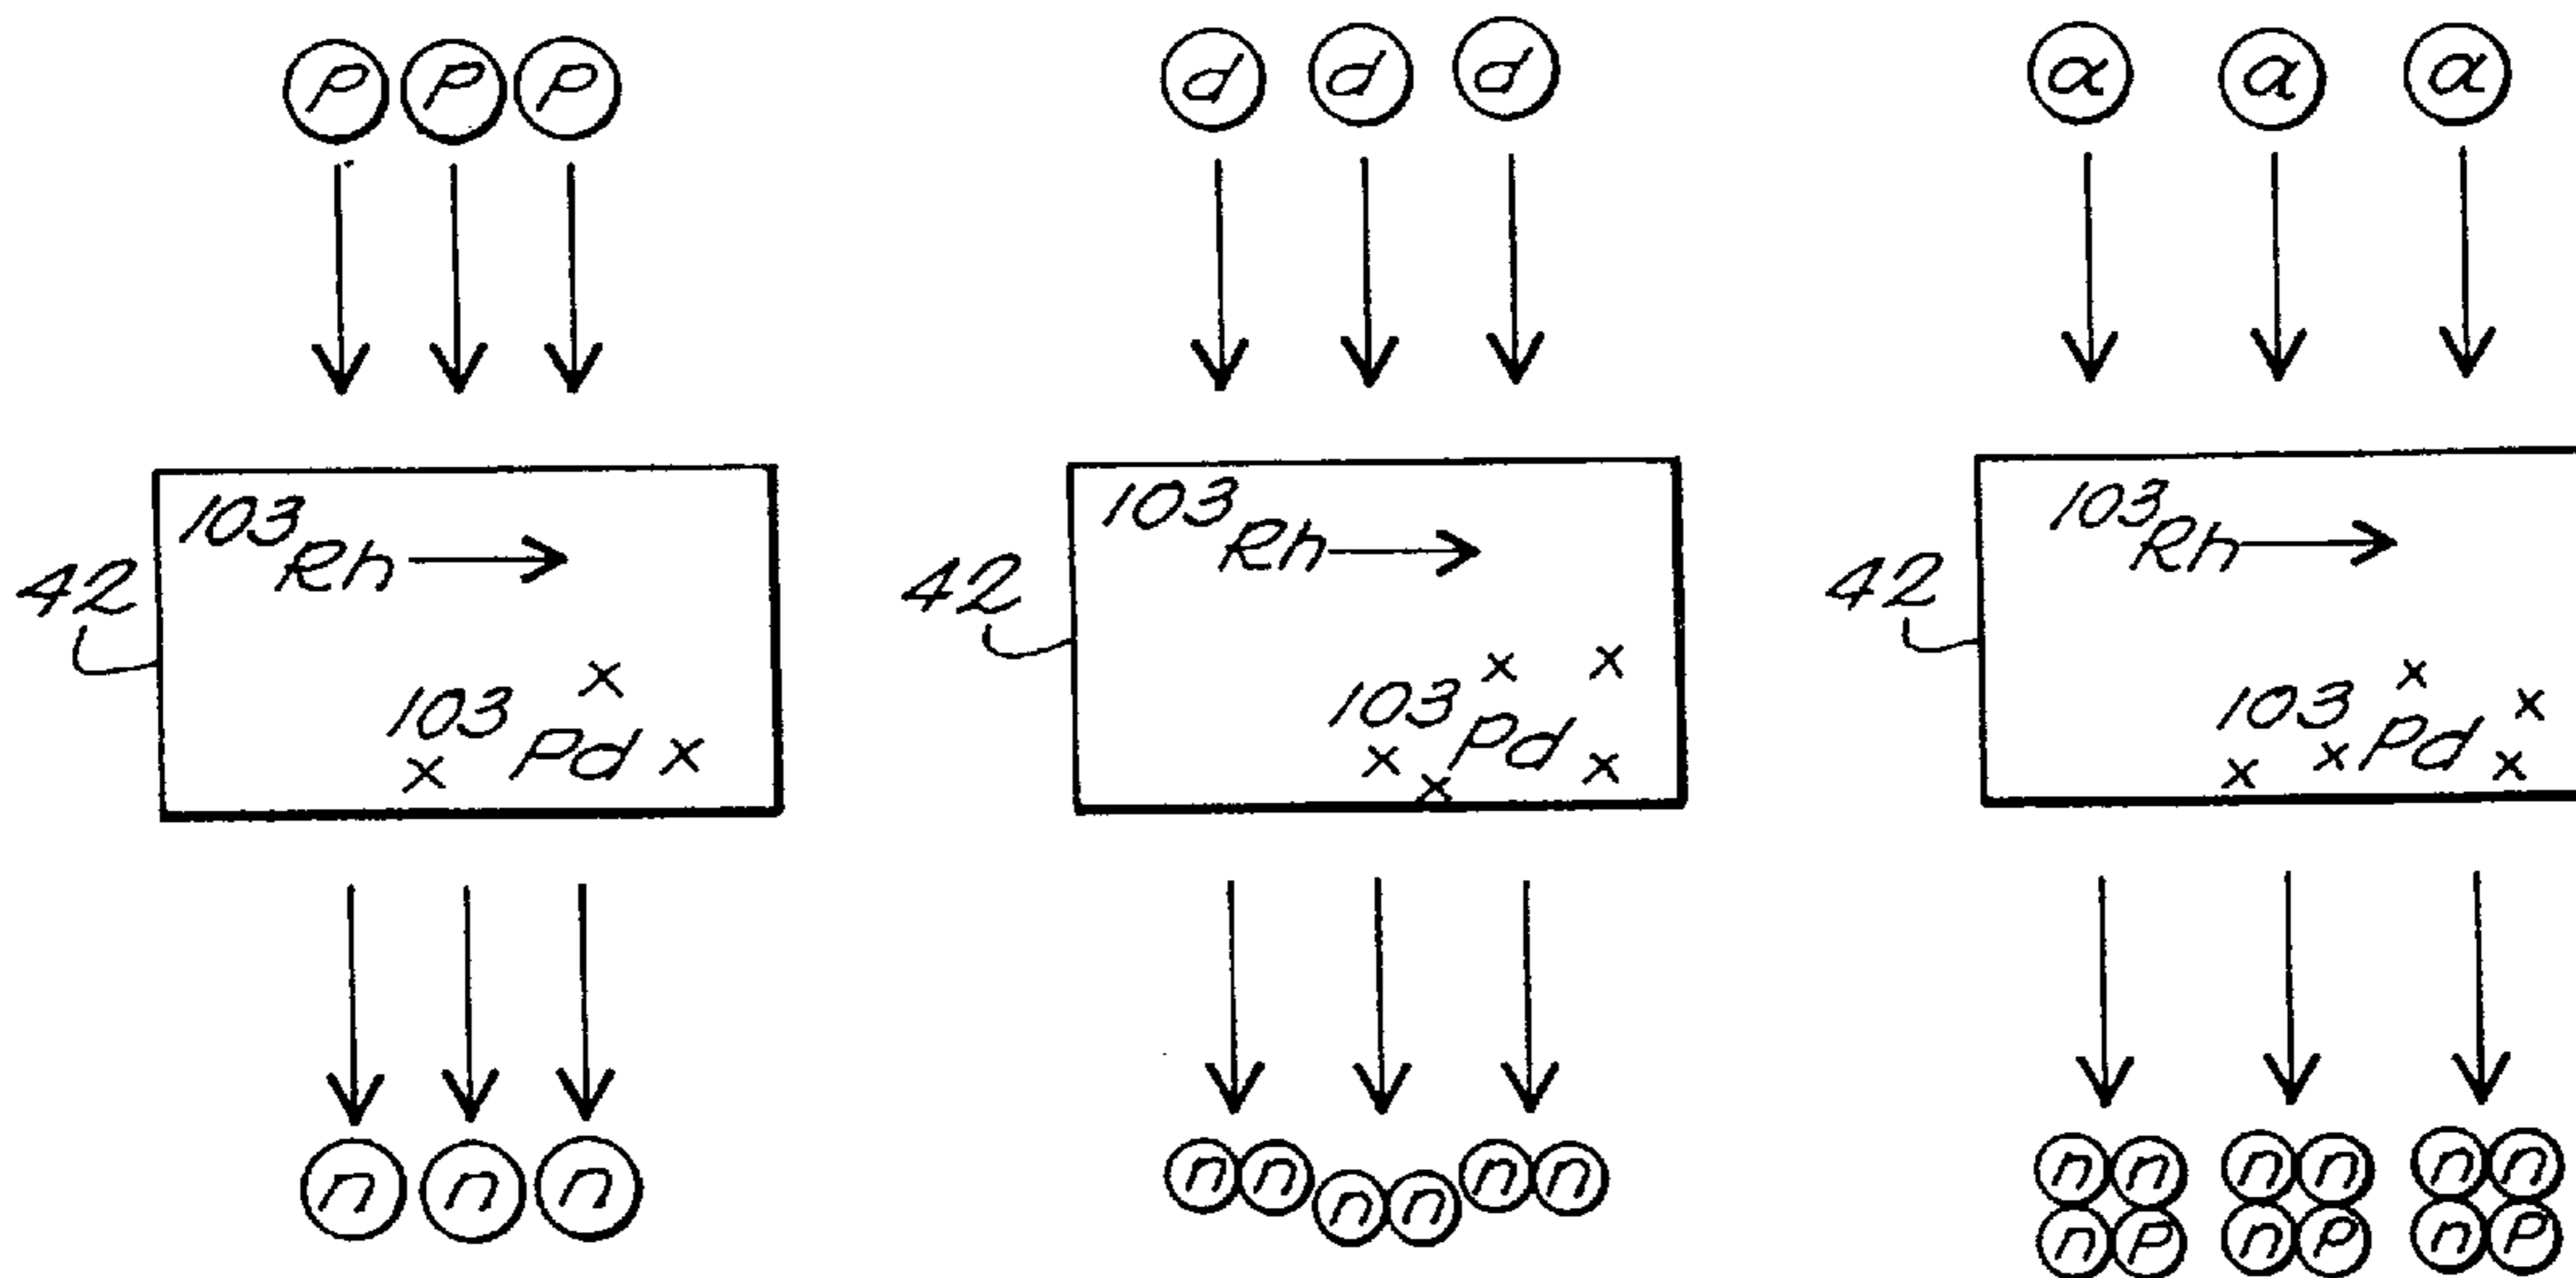 P P P d d d α α α
103Rh 103Rh 103Rh
42 42 42
103Pd 103Pd 103Pd
n n n n n n n n n n n n n n n
n P n P n P